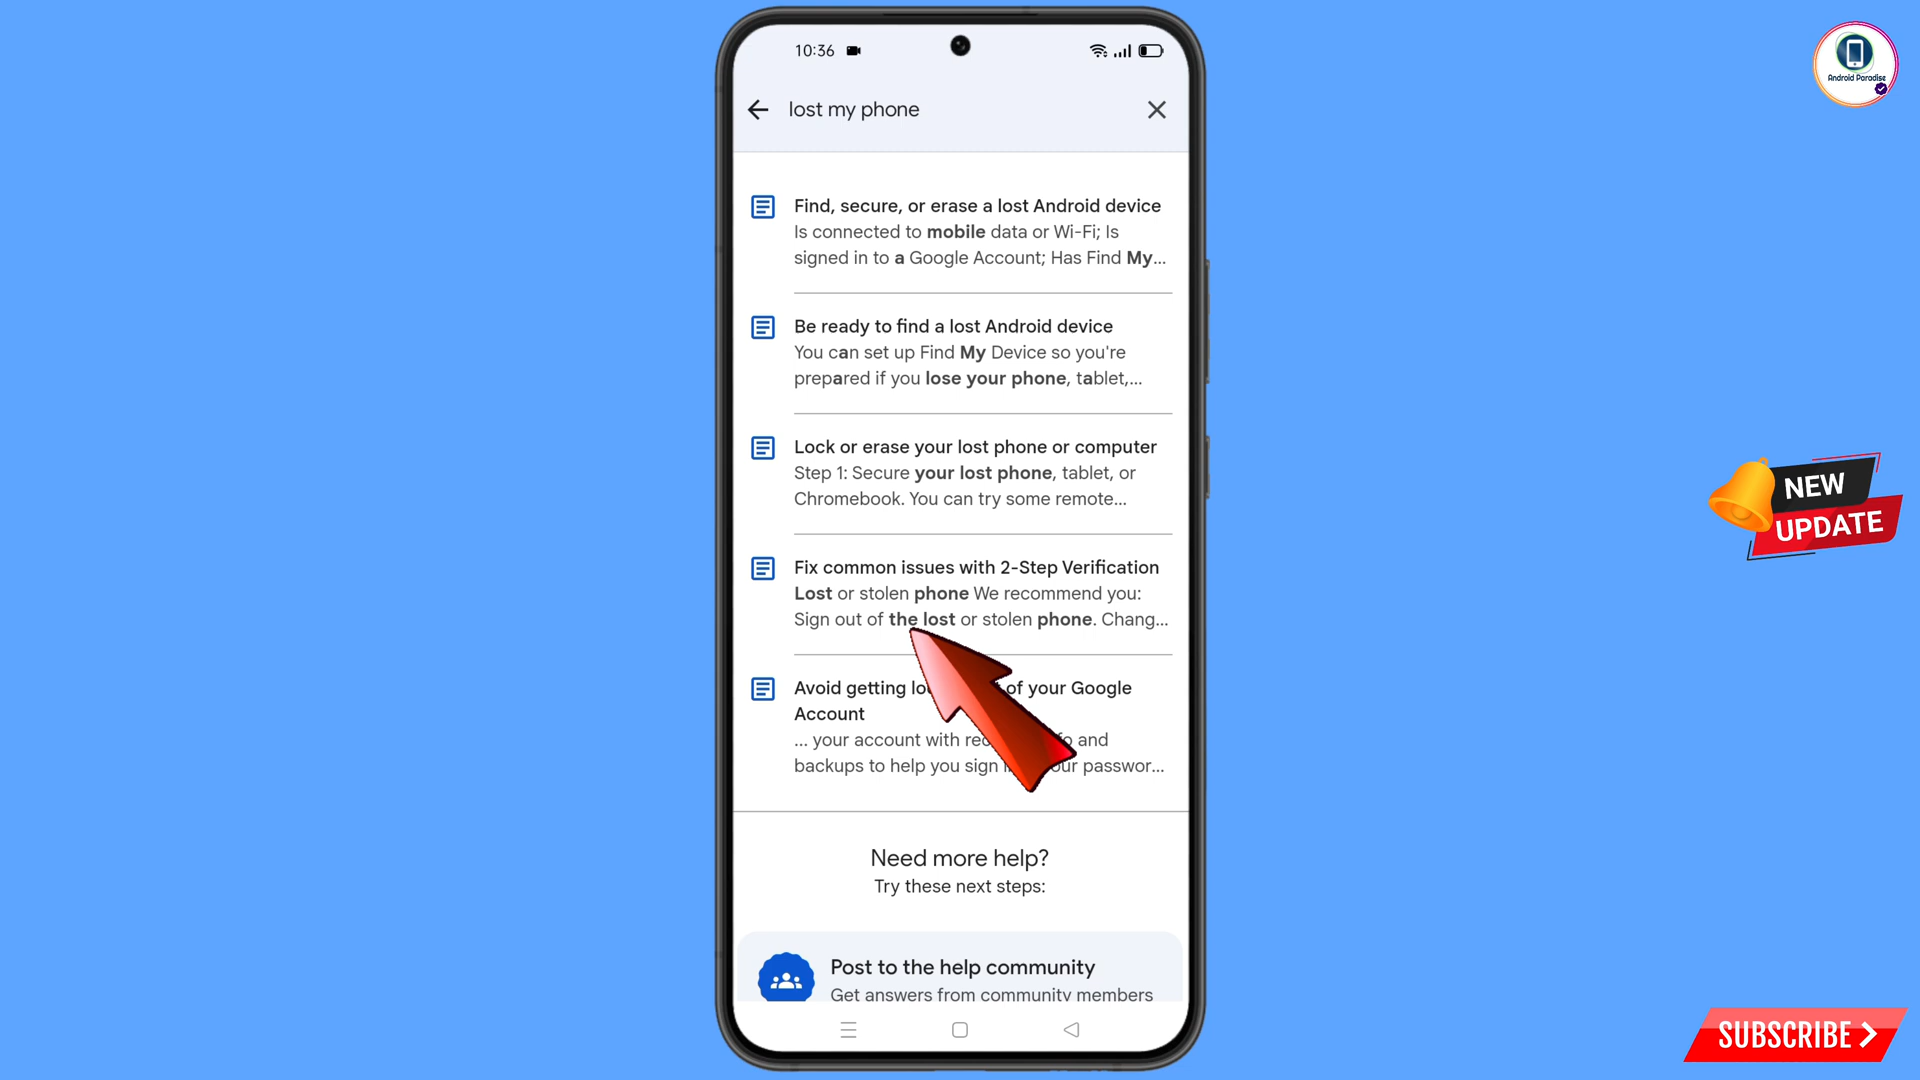 10:36
Android Paradise
lost my phone
Find, secure, or erase a lost Android device
Is connected to mobile data or Wi-Fi; Is
signed in to a Google Account; Has Find My...
Be ready to find a lost Android device
You can set up Find My Device so you're
prepared if you lose your phone, tablet,...
Lock or erase your lost phone or computer
Step 1: Secure your lost phone, tablet, or
Chromebook. You can try some remote...
NEW
UPDATE
Fix common issues with 2-Step Verification
Lost or stolen phone We recommend you:
Sign out of the lost or stolen phone. Chang...
Avoid getting of your Google
Account
... your account with and
backups to help you sign passwor...
Need more help?
Try these next steps:
Post to the help community
Get answers from community members
SUBSCRIBE